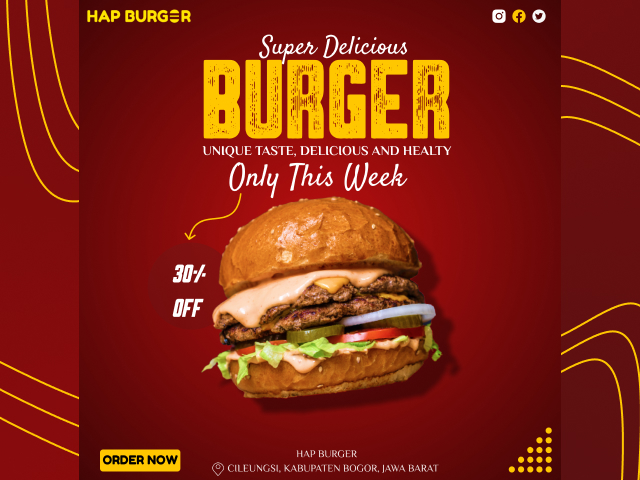 HAP BURGER
Super Delicious
BURGER
UNIQUE TASTE, DELICIOUS AND HEALTY
Only This Week
30%
OFF
ORDER NOW
HAP BURGER
CILEUNGSI, KABUPATEN BOGOR, JAWA BARAT